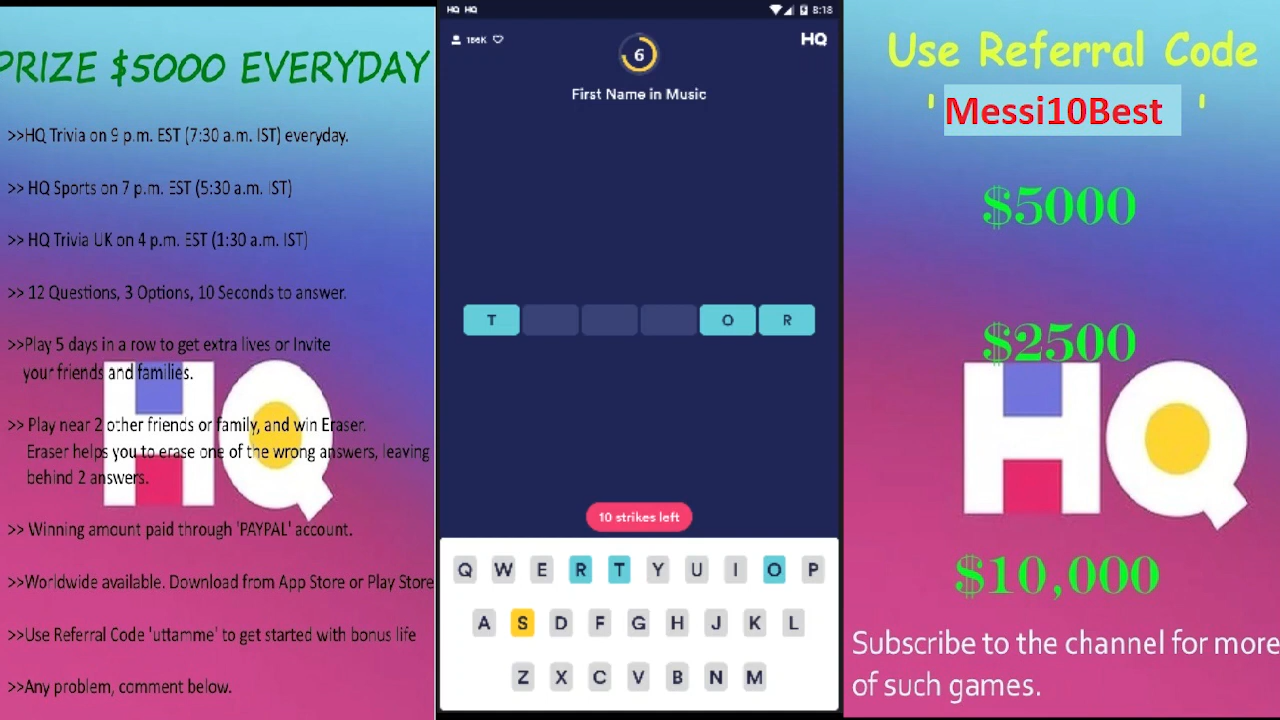 PRIZE $5000 EVERYDAY
>>HQ Trivia on 9 p.m. EST (7:30 a.m. IST) everyday.
>> HQ Sports on 7 p.m. EST (5:30 a.m. IST)
>> HQ Trivia UK on 4 p.m. EST (1:30 a.m. IST)
>> 12 Questions, 3 Options, 10 Seconds to answer.
>>Play 5 days in a row to get extra lives or Invite
your friends and families.
>> Play near 2 other friends or family, and win Eraser.
Eraser helps you to erase one of the wrong answers, leaving
behind 2 answers.
>> Winning amount paid through 'PAYPAL' account.
>>Worldwide available. Download from App Store or Play Store
>>Use Referral Code 'uttamme' to get started with bonus life
>>Any problem, comment below.
HQ
HQ HQ 8:18
186K HQ
6
First Name in Music
T O R
10 strikes left
Q W E R T Y U I O P
A S D F G H J K L
Z X C V B N M
Use Referral Code
' Messi10Best '
$5000
$2500
HQ
$10,000
Subscribe to the channel for more
of such games.